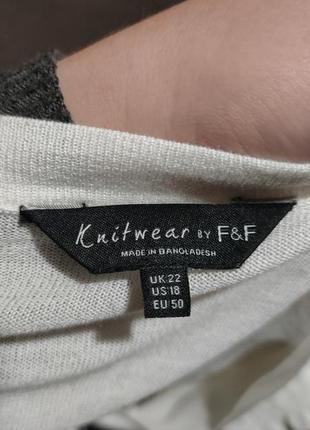 Knitwear BY F&F
MADE IN BANGLADESH
UK 22
US 18
EU 50